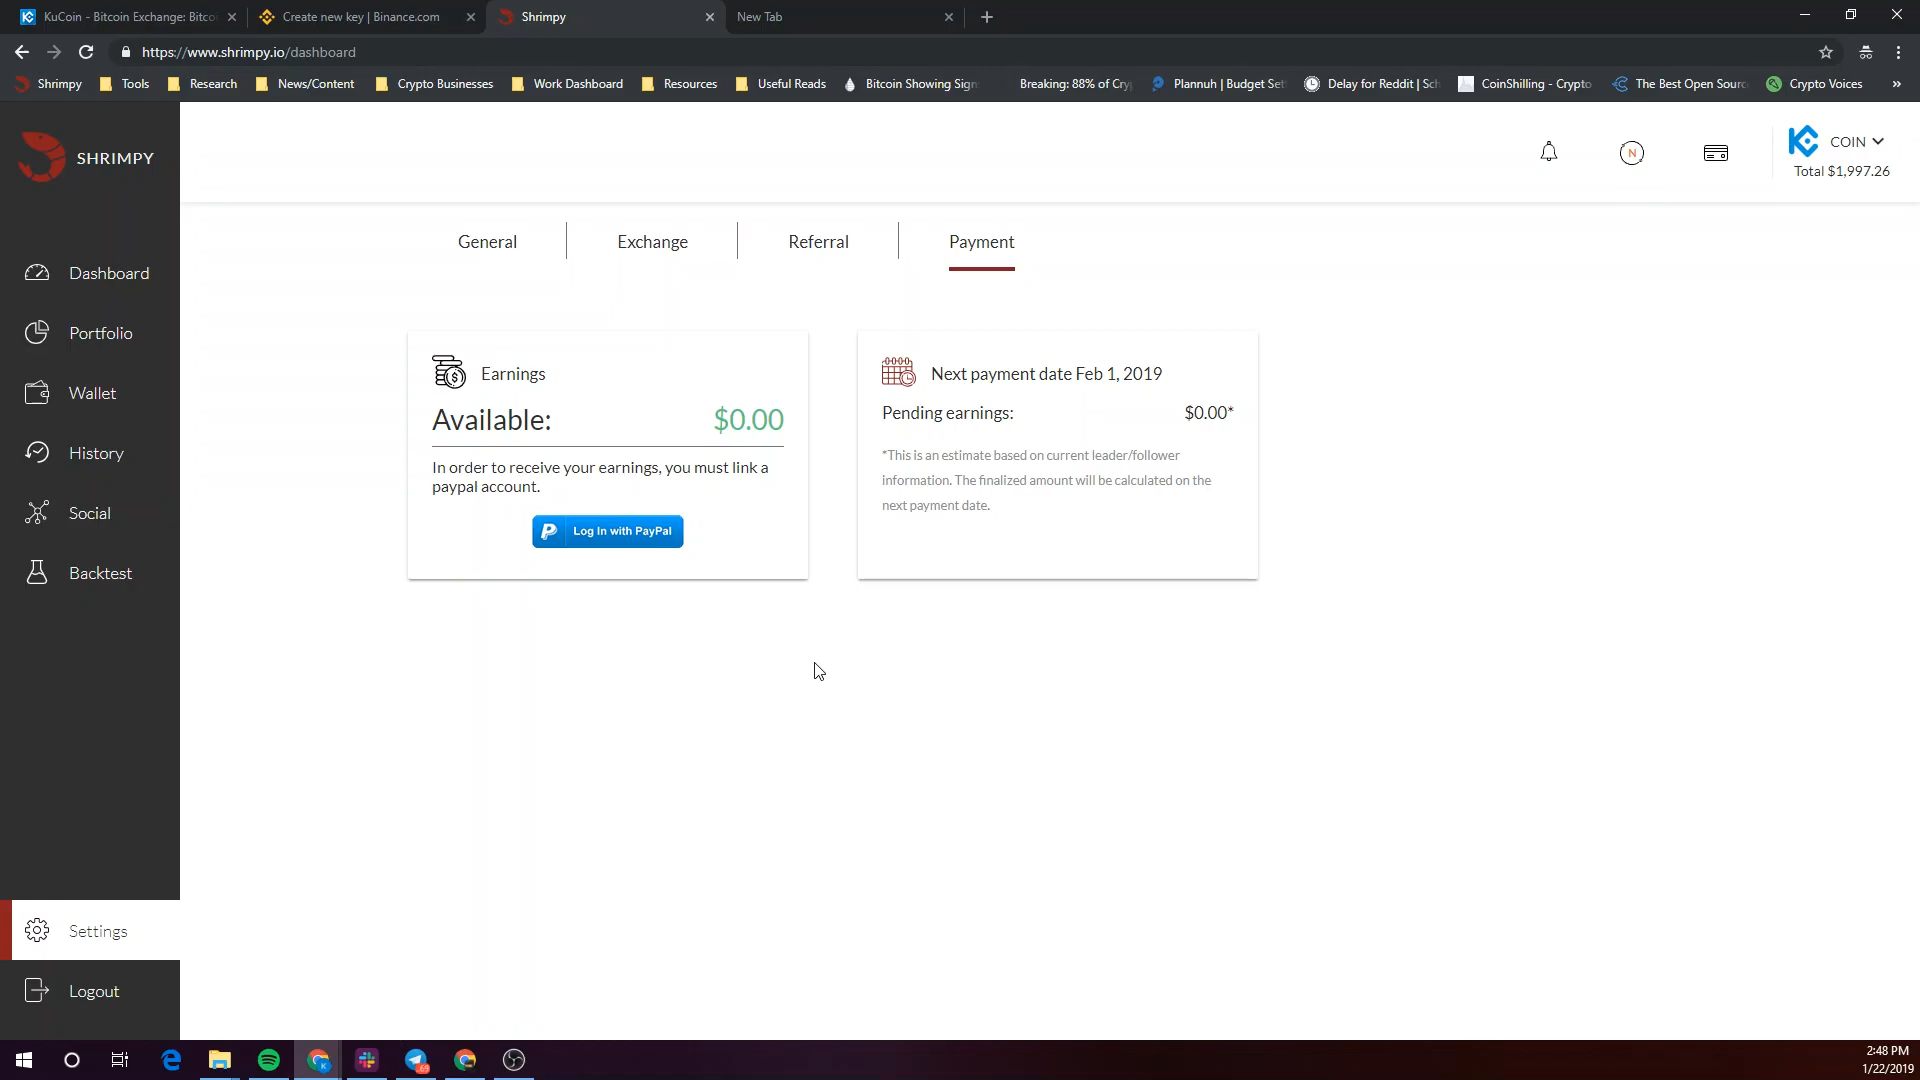 KuCoin - Bitcoin Exchange: Bitco
Create new key | Binance.com
Shrimpy
New Tab
https://www.shrimpy.io/dashboard
Shrimpy
Tools
Research
News/Content
Crypto Businesses
Work Dashboard
Resources
Useful Reads
Bitcoin Showing Sign
Breaking: 88% of Cry
Plannuh | Budget Set
Delay for Reddit | Sch
CoinShilling - Crypto
The Best Open Sourc
Crypto Voices
»
SHRIMPY
N
COIN
Total $1,997.26
General
Exchange
Referral
Payment
Dashboard
Portfolio
Wallet
History
Social
Backtest
Settings
Logout
Earnings
Available:
$0.00
In order to receive your earnings, you must link a
paypal account.
Log In with PayPal
Next payment date Feb 1, 2019
Pending earnings:
$0.00*
*This is an estimate based on current leader/follower
information. The finalized amount will be calculated on the
next payment date.
2:48 PM
1/22/2019